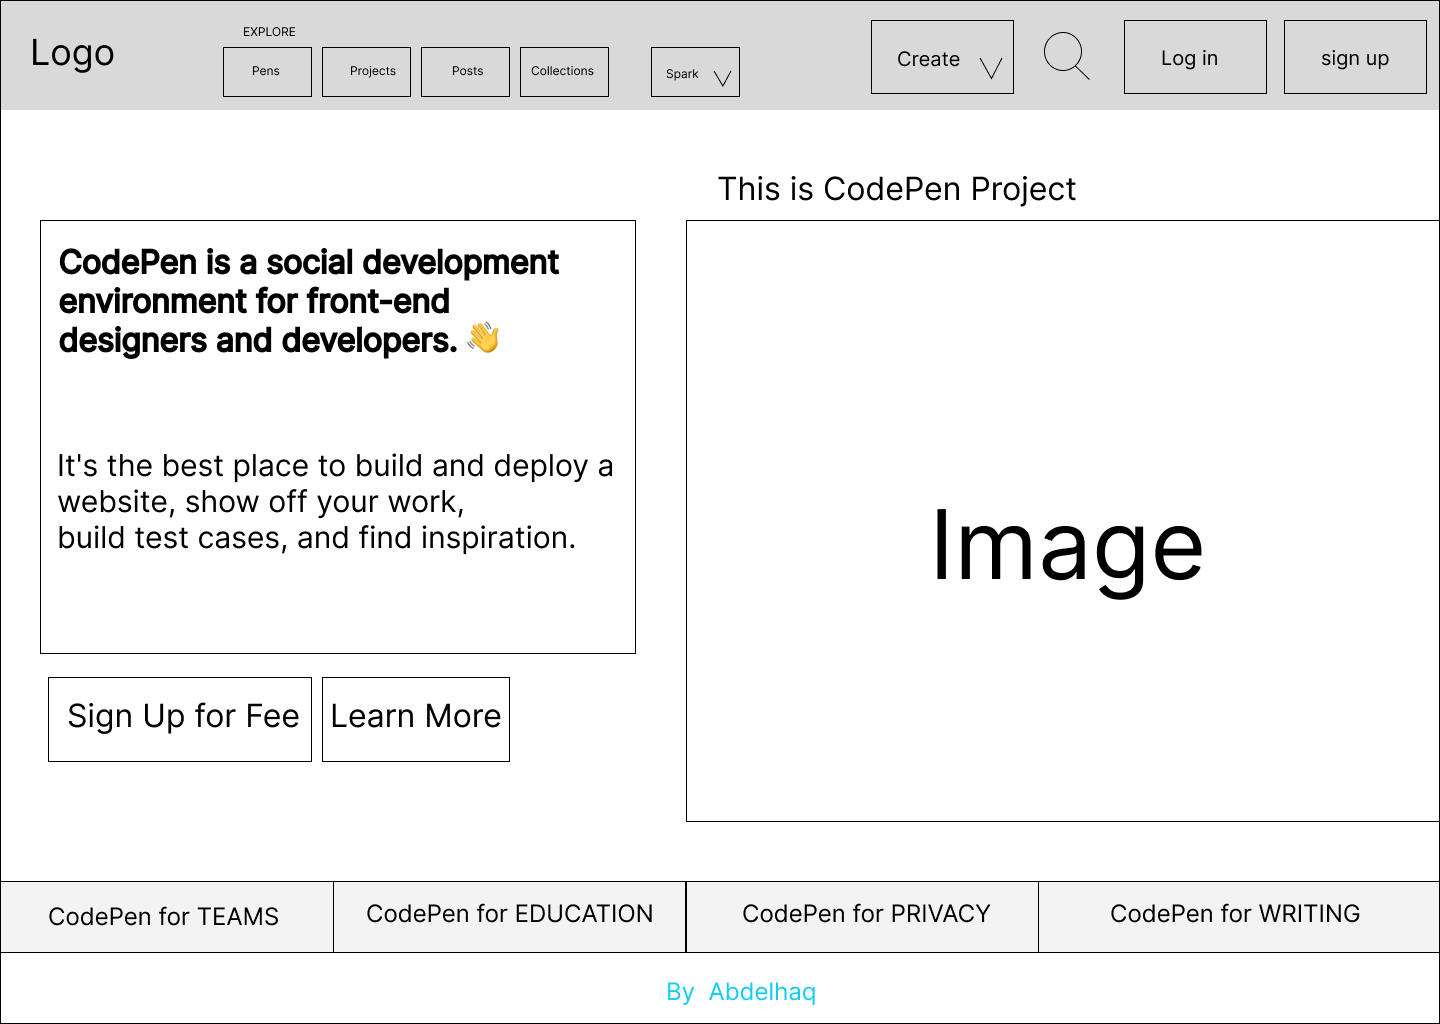 Logo
EXPLORE
Pens
Projects
Posts
Collections
Spark
Create
Log in
sign up
This is CodePen Project
CodePen is a social development
environment for front-end
designers and developers. 👋
It's the best place to build and deploy a
website, show off your work,
build test cases, and find inspiration.
Image
Sign Up for Fee
Learn More
CodePen for TEAMS
CodePen for EDUCATION
CodePen for PRIVACY
CodePen for WRITING
By Abdelhaq